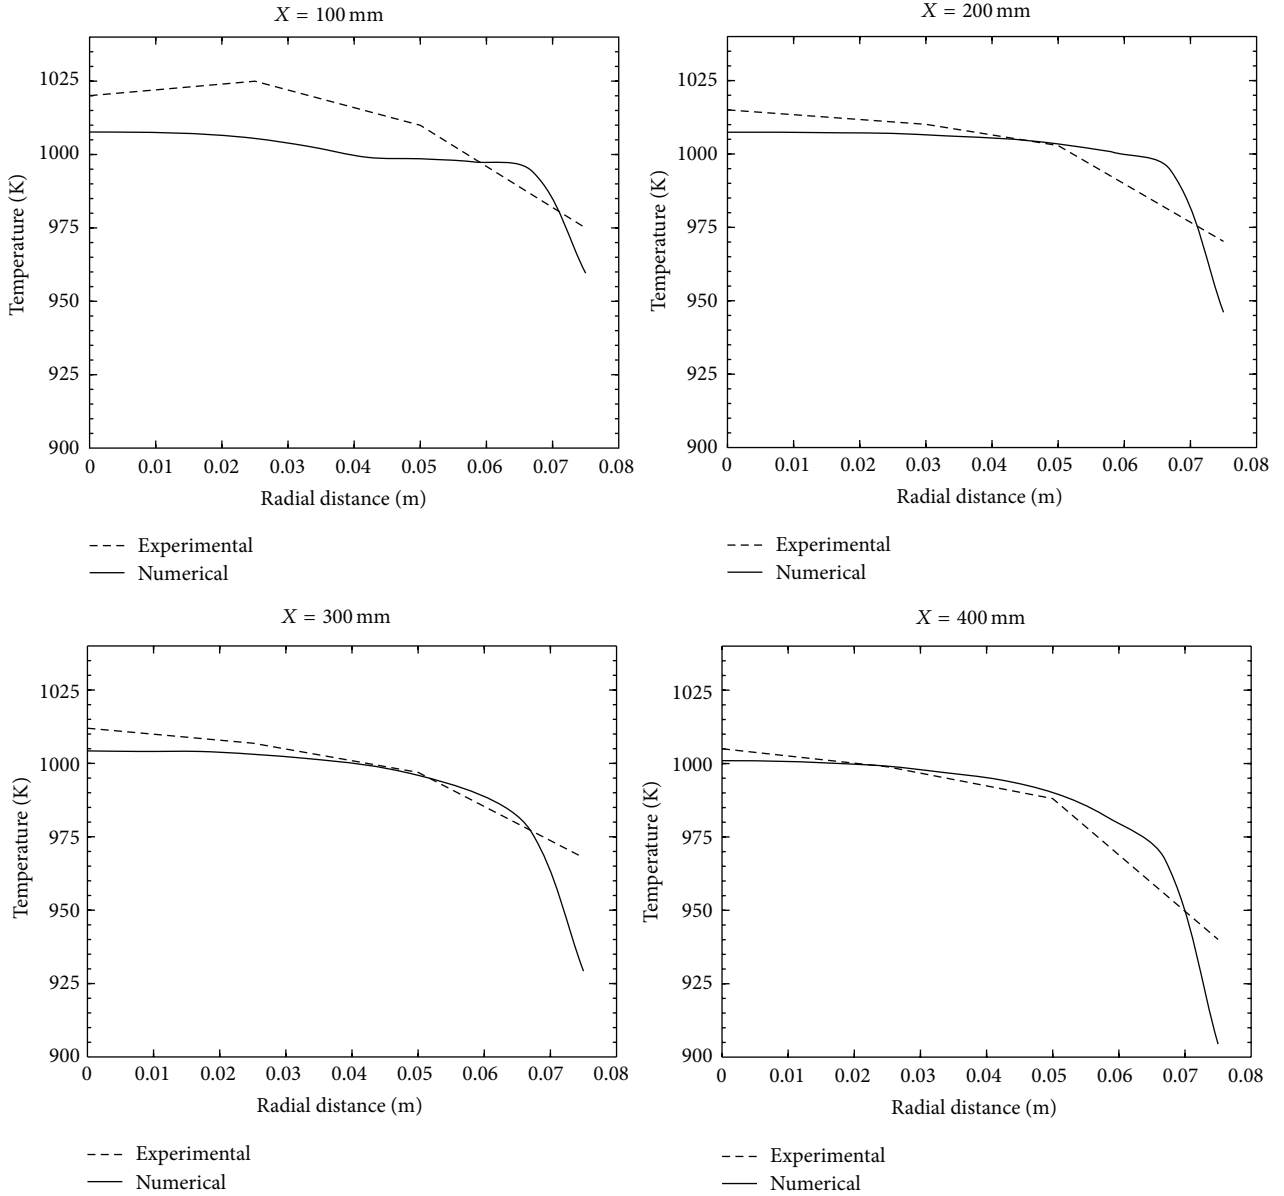 X = 100 mm
1025
1000
975
950
925
900
Temperature (K)
0 0.01 0.02 0.03 0.04 0.05 0.06 0.07 0.08
Radial distance (m)
Experimental
Numerical
X = 200 mm
1025
1000
975
950
925
900
Temperature (K)
0 0.01 0.02 0.03 0.04 0.05 0.06 0.07 0.08
Radial distance (m)
Experimental
Numerical
X = 300 mm
1025
1000
975
950
925
900
Temperature (K)
0 0.01 0.02 0.03 0.04 0.05 0.06 0.07 0.08
Radial distance (m)
Experimental
Numerical
X = 400 mm
1025
1000
975
950
925
900
Temperature (K)
0 0.01 0.02 0.03 0.04 0.05 0.06 0.07 0.08
Radial distance (m)
Experimental
Numerical